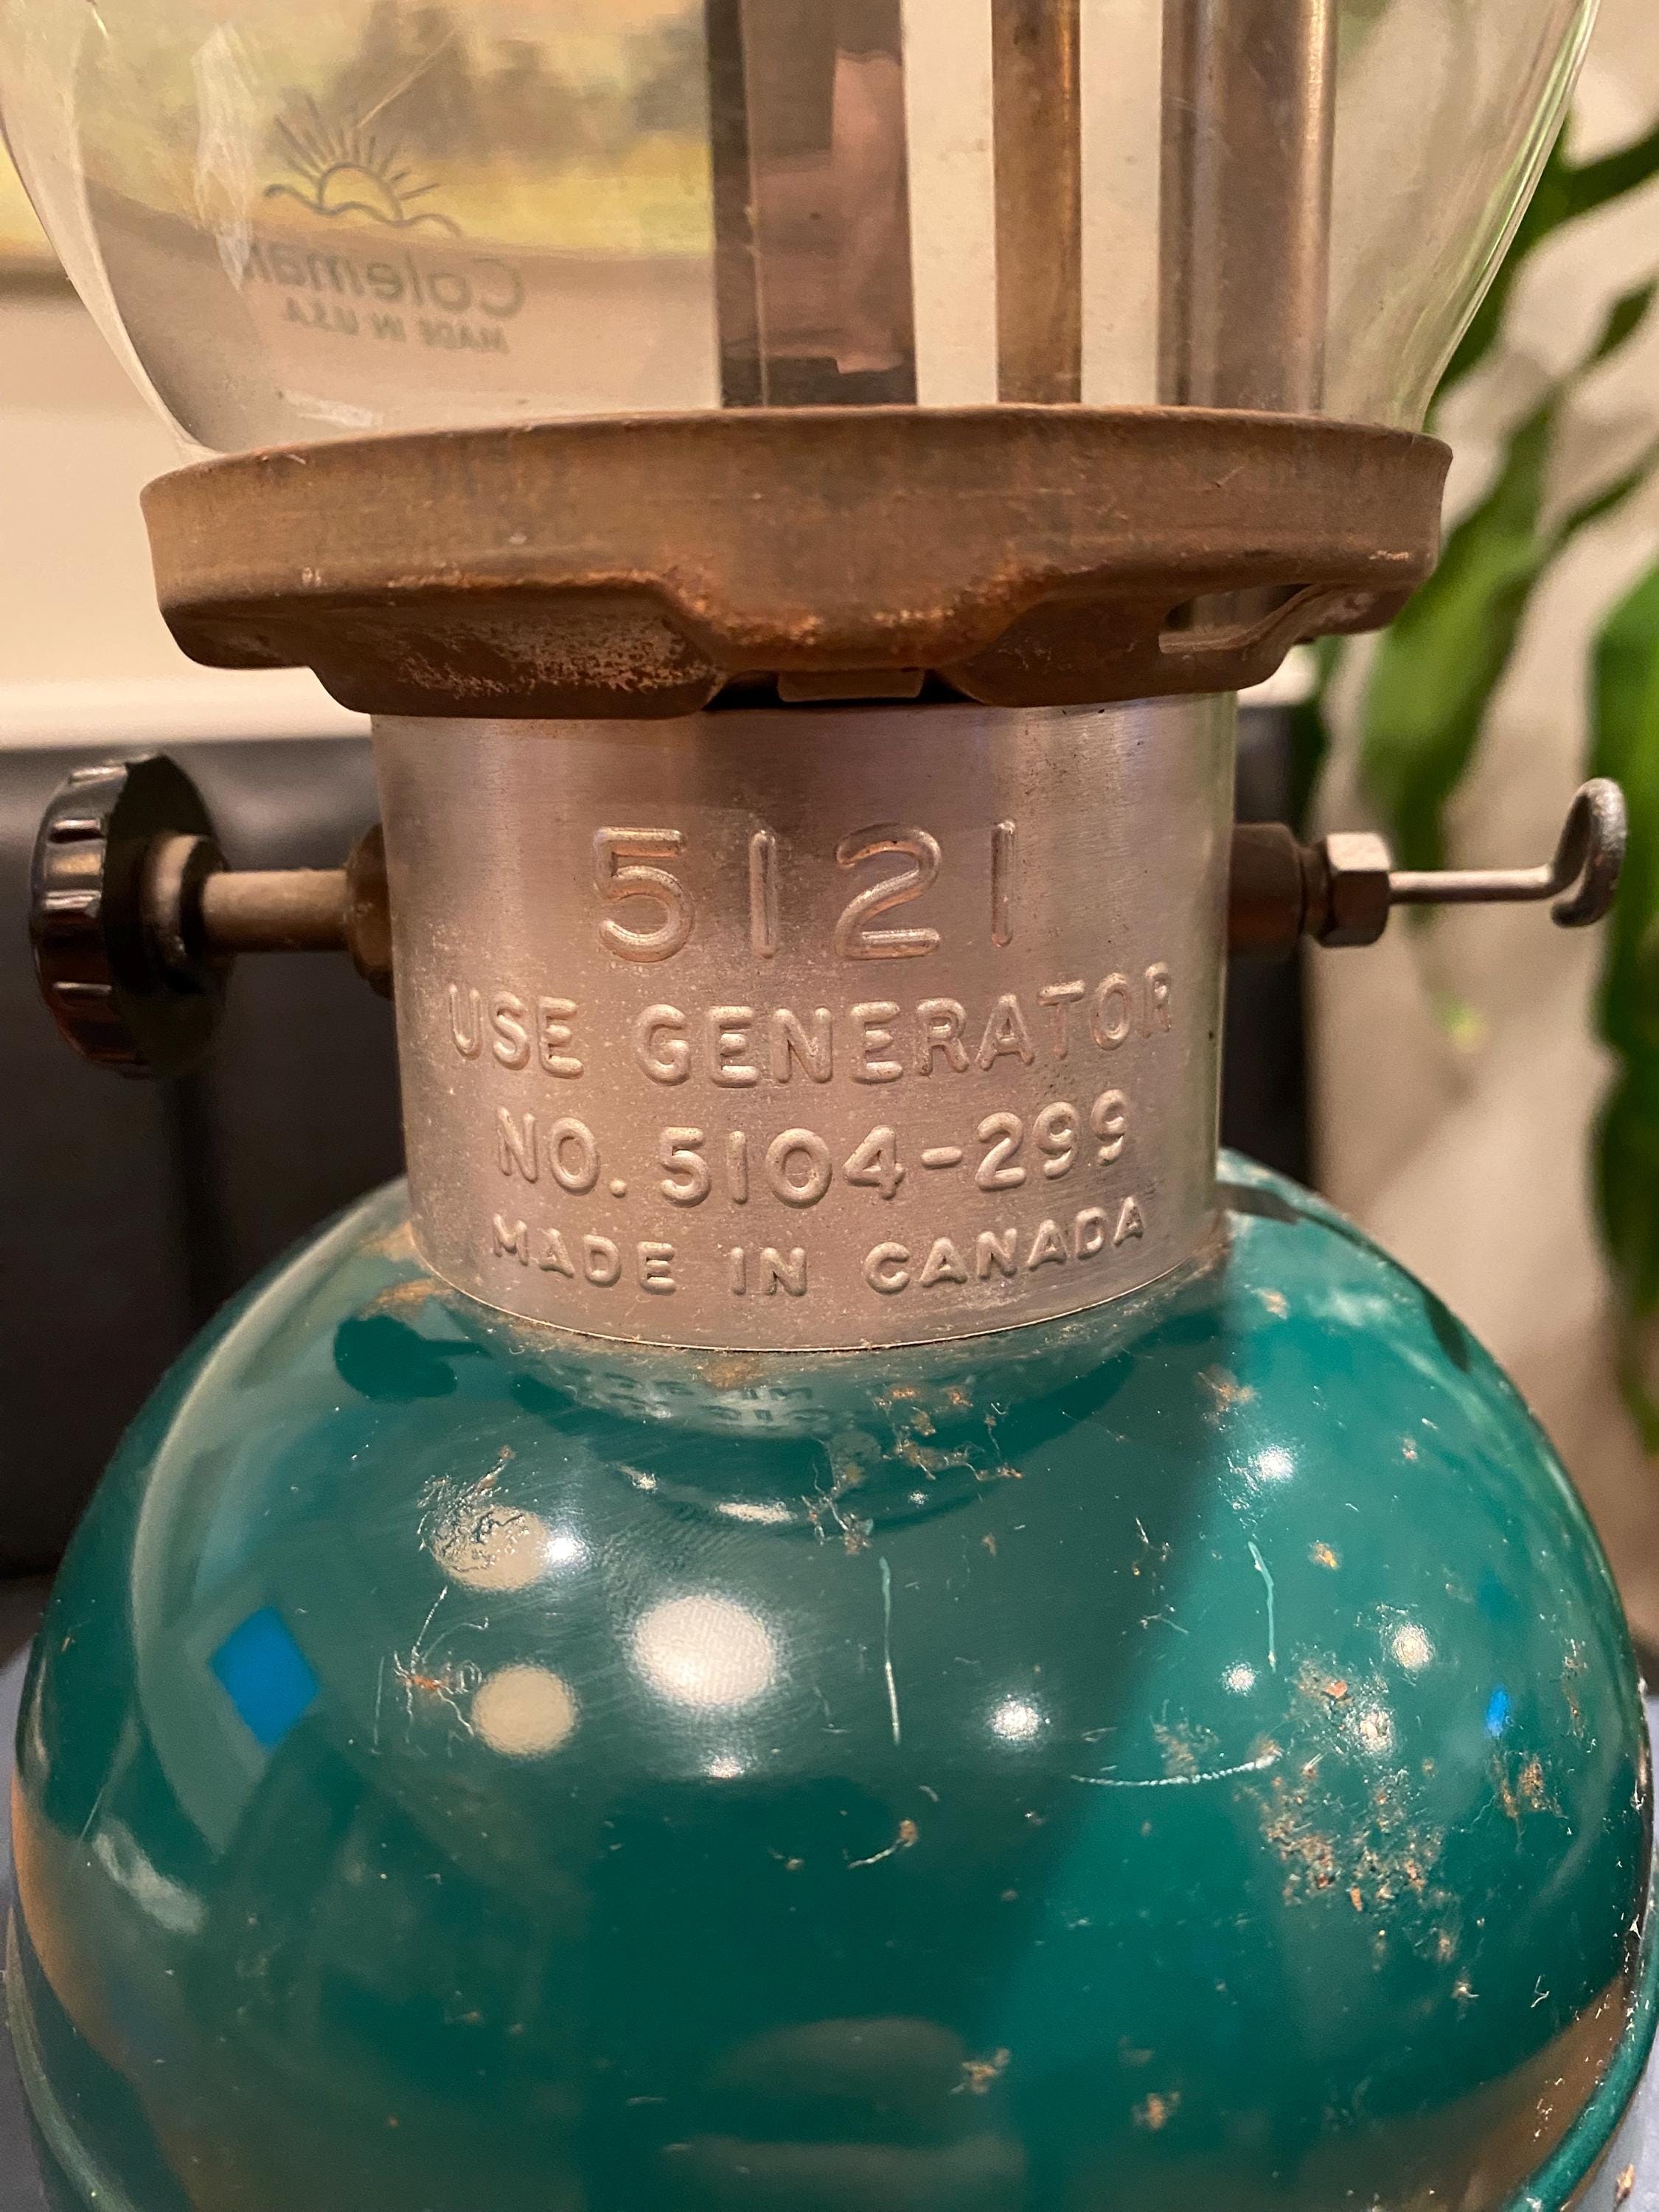 Coleman
MADE IN U.S.A.
5121
USE GENERATOR
NO. 5104-299
MADE IN CANADA